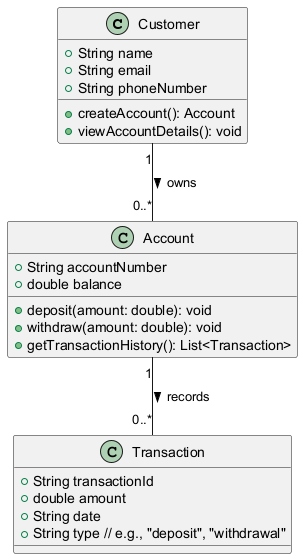 C Customer
String name
String email
String phoneNumber
createAccount(): Account
viewAccountDetails(): void
1
owns
0..*
C Account
String accountNumber
double balance
deposit(amount: double): void
withdraw(amount: double): void
getTransactionHistory(): List<Transaction>
1
records
0..*
C Transaction
String transactionId
double amount
String date
String type // e.g., "deposit", "withdrawal"